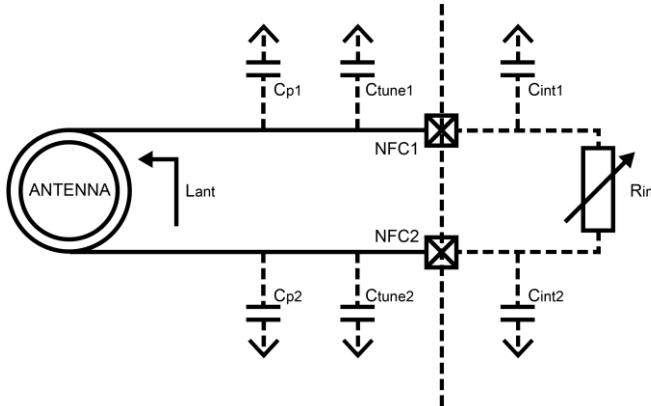 Cp1
Ctune1
Cint1
NFC1
ANTENNA
Lant
Rin
NFC2
Cp2
Ctune2
Cint2